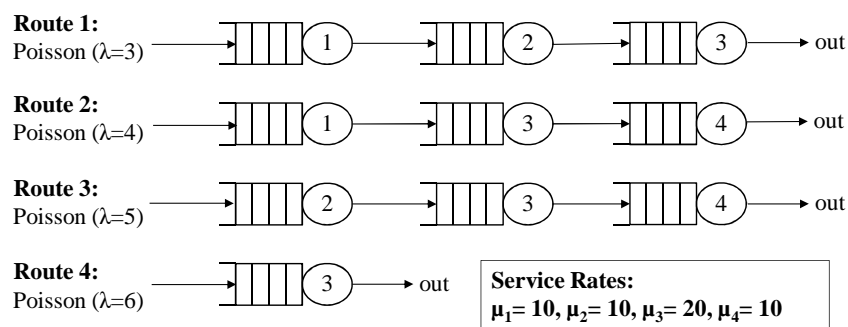 Route 1:
Poisson (λ=3)
1
2
3
out
Route 2:
Poisson (λ=4)
1
3
4
out
Route 3:
Poisson (λ=5)
2
3
4
out
Route 4:
Poisson (λ=6)
3
out
Service Rates:
μ₁= 10, μ₂= 10, μ₃= 20, μ₄= 10